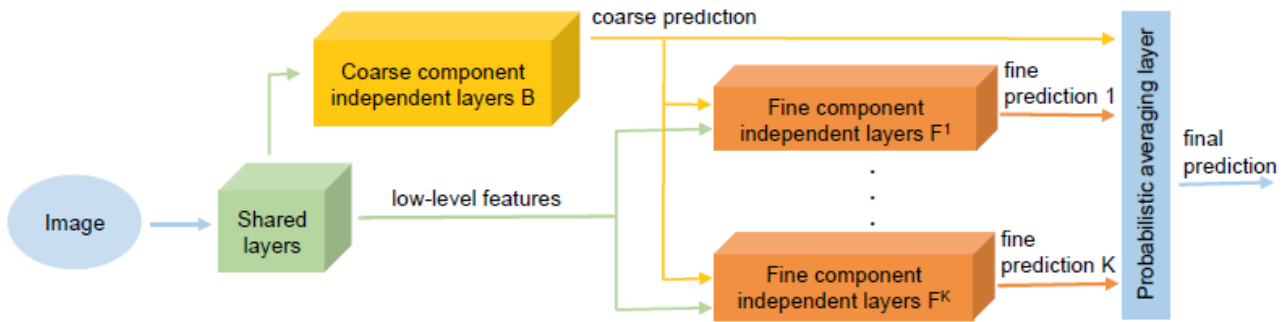 coarse prediction
Coarse component
independent layers B
fine
prediction 1
Fine component
independent layers F¹
Probabilistic averaging layer
final
prediction
Image
Shared
layers
low-level features
.
.
.
fine
prediction K
Fine component
independent layers Fᴷ